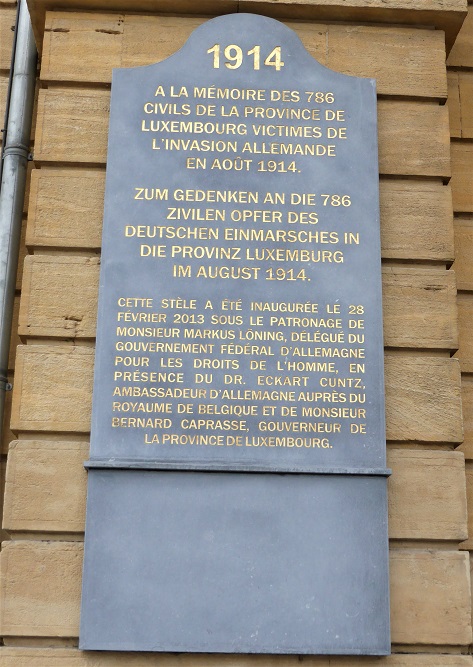 1914
A LA MÉMOIRE DES 786
CIVILS DE LA PROVINCE DE
LUXEMBOURG VICTIMES DE
L'INVASION ALLEMANDE
EN AOÛT 1914.
ZUM GEDENKEN AN DIE 786
ZIVILEN OPFER DES
DEUTSCHEN EINMARSCHES IN
DIE PROVINZ LUXEMBURG
IM AUGUST 1914.
CETTE STÈLE A ÉTÉ INAUGURÉE LE 28
FÉVRIER 2013 SOUS LE PATRONAGE DE
MONSIEUR MARKUS LÖNING, DÉLÉGUÉ DU
GOUVERNEMENT FÉDÉRAL D'ALLEMAGNE
POUR LES DROITS DE L'HOMME, EN
PRÉSENCE DU DR. ECKART CUNTZ,
AMBASSADEUR D'ALLEMAGNE AUPRÈS DU
ROYAUME DE BELGIQUE ET DE MONSIEUR
BERNARD CAPRASSE, GOUVERNEUR DE
LA PROVINCE DE LUXEMBOURG.